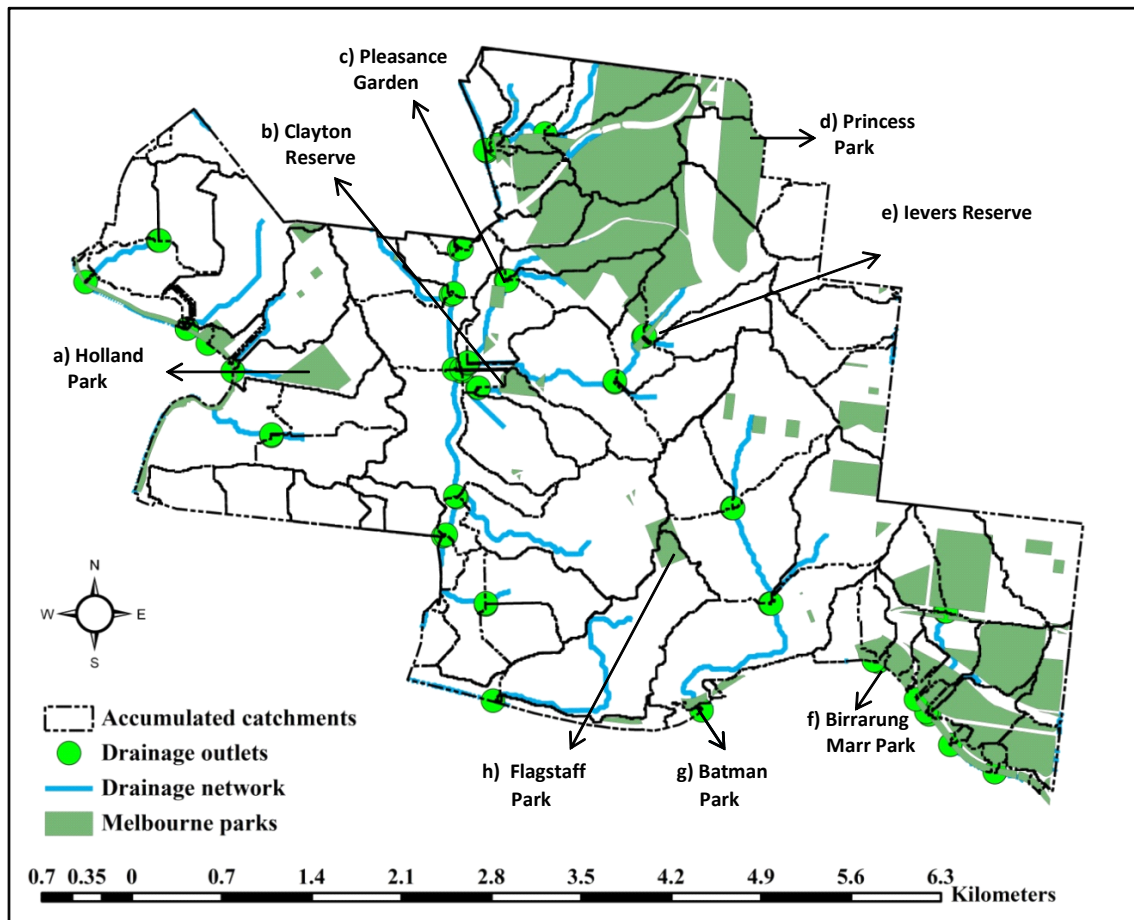 c) Pleasance
Garden
b) Clayton
Reserve
d) Princess
Park
e) Ievers Reserve
a) Holland
Park
N
W
E
S
f) Birrarung
Marr Park
h) Flagstaff
Park
g) Batman
Park
Accumulated catchments
Drainage outlets
Drainage network
Melbourne parks
0.7 0.35 0 0.7 1.4 2.1 2.8 3.5 4.2 4.9 5.6 6.3
Kilometers